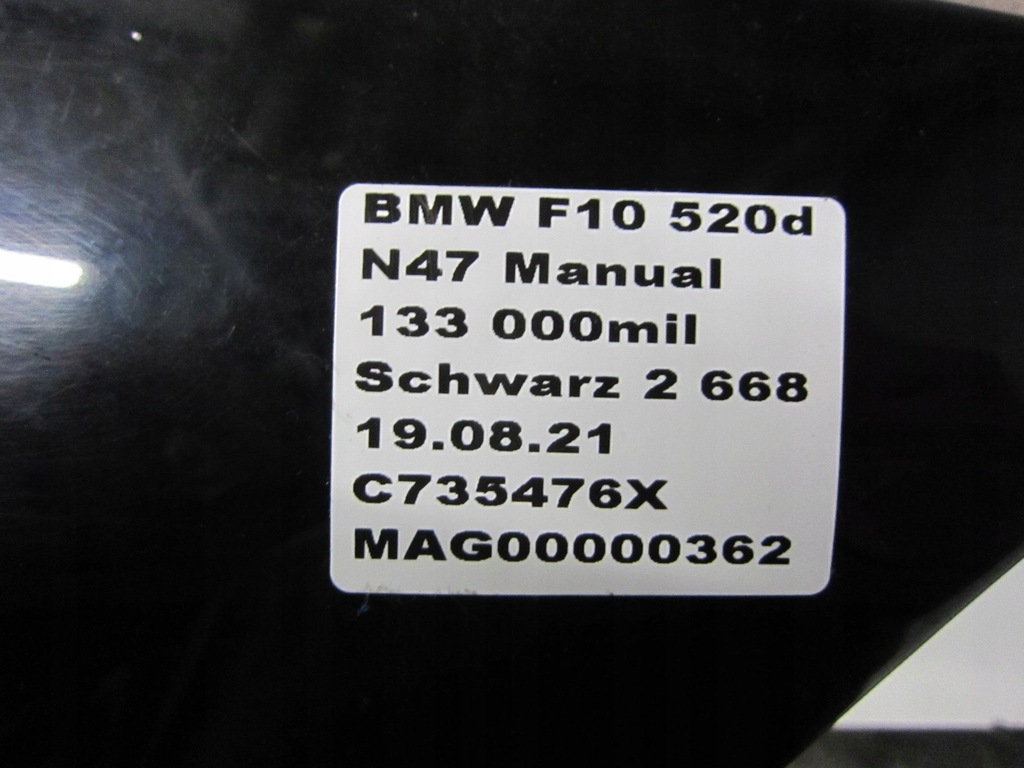 BMW F10 520d
N47 Manual
133 000mil
Schwarz 2 668
19.08.21
C735476X
MAG00000362